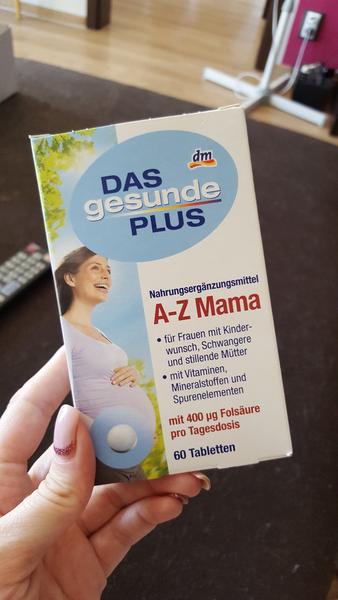 dm
DAS
gesunde
PLUS
Nahrungsergänzungsmittel
A-Z Mama
• für Frauen mit Kinder-
wunsch, Schwangere
und stillende Mütter
• mit Vitaminen,
Mineralstoffen und
Spurenelementen
mit 400 µg Folsäure
pro Tagesdosis
60 Tabletten